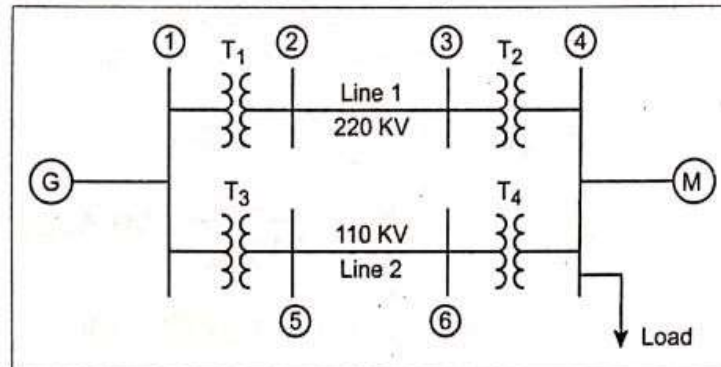 1 2 3 4
T1 T2
Line 1
220 KV
G M
T3 T4
110 KV
Line 2
5 6
Load